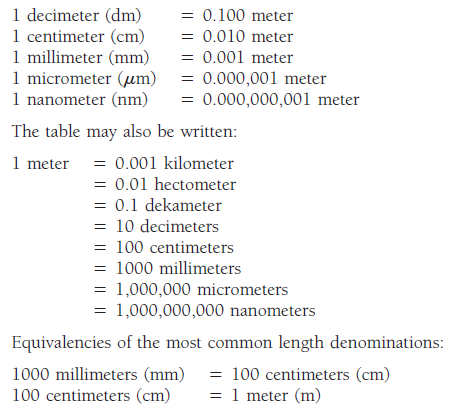 1 decimeter (dm) = 0.100 meter
1 centimeter (cm) = 0.010 meter
1 millimeter (mm) = 0.001 meter
1 micrometer (μm) = 0.000,001 meter
1 nanometer (nm) = 0.000,000,001 meter
The table may also be written:
1 meter = 0.001 kilometer
= 0.01 hectometer
= 0.1 dekameter
= 10 decimeters
= 100 centimeters
= 1000 millimeters
= 1,000,000 micrometers
= 1,000,000,000 nanometers
Equivalencies of the most common length denominations:
1000 millimeters (mm) = 100 centimeters (cm)
100 centimeters (cm) = 1 meter (m)